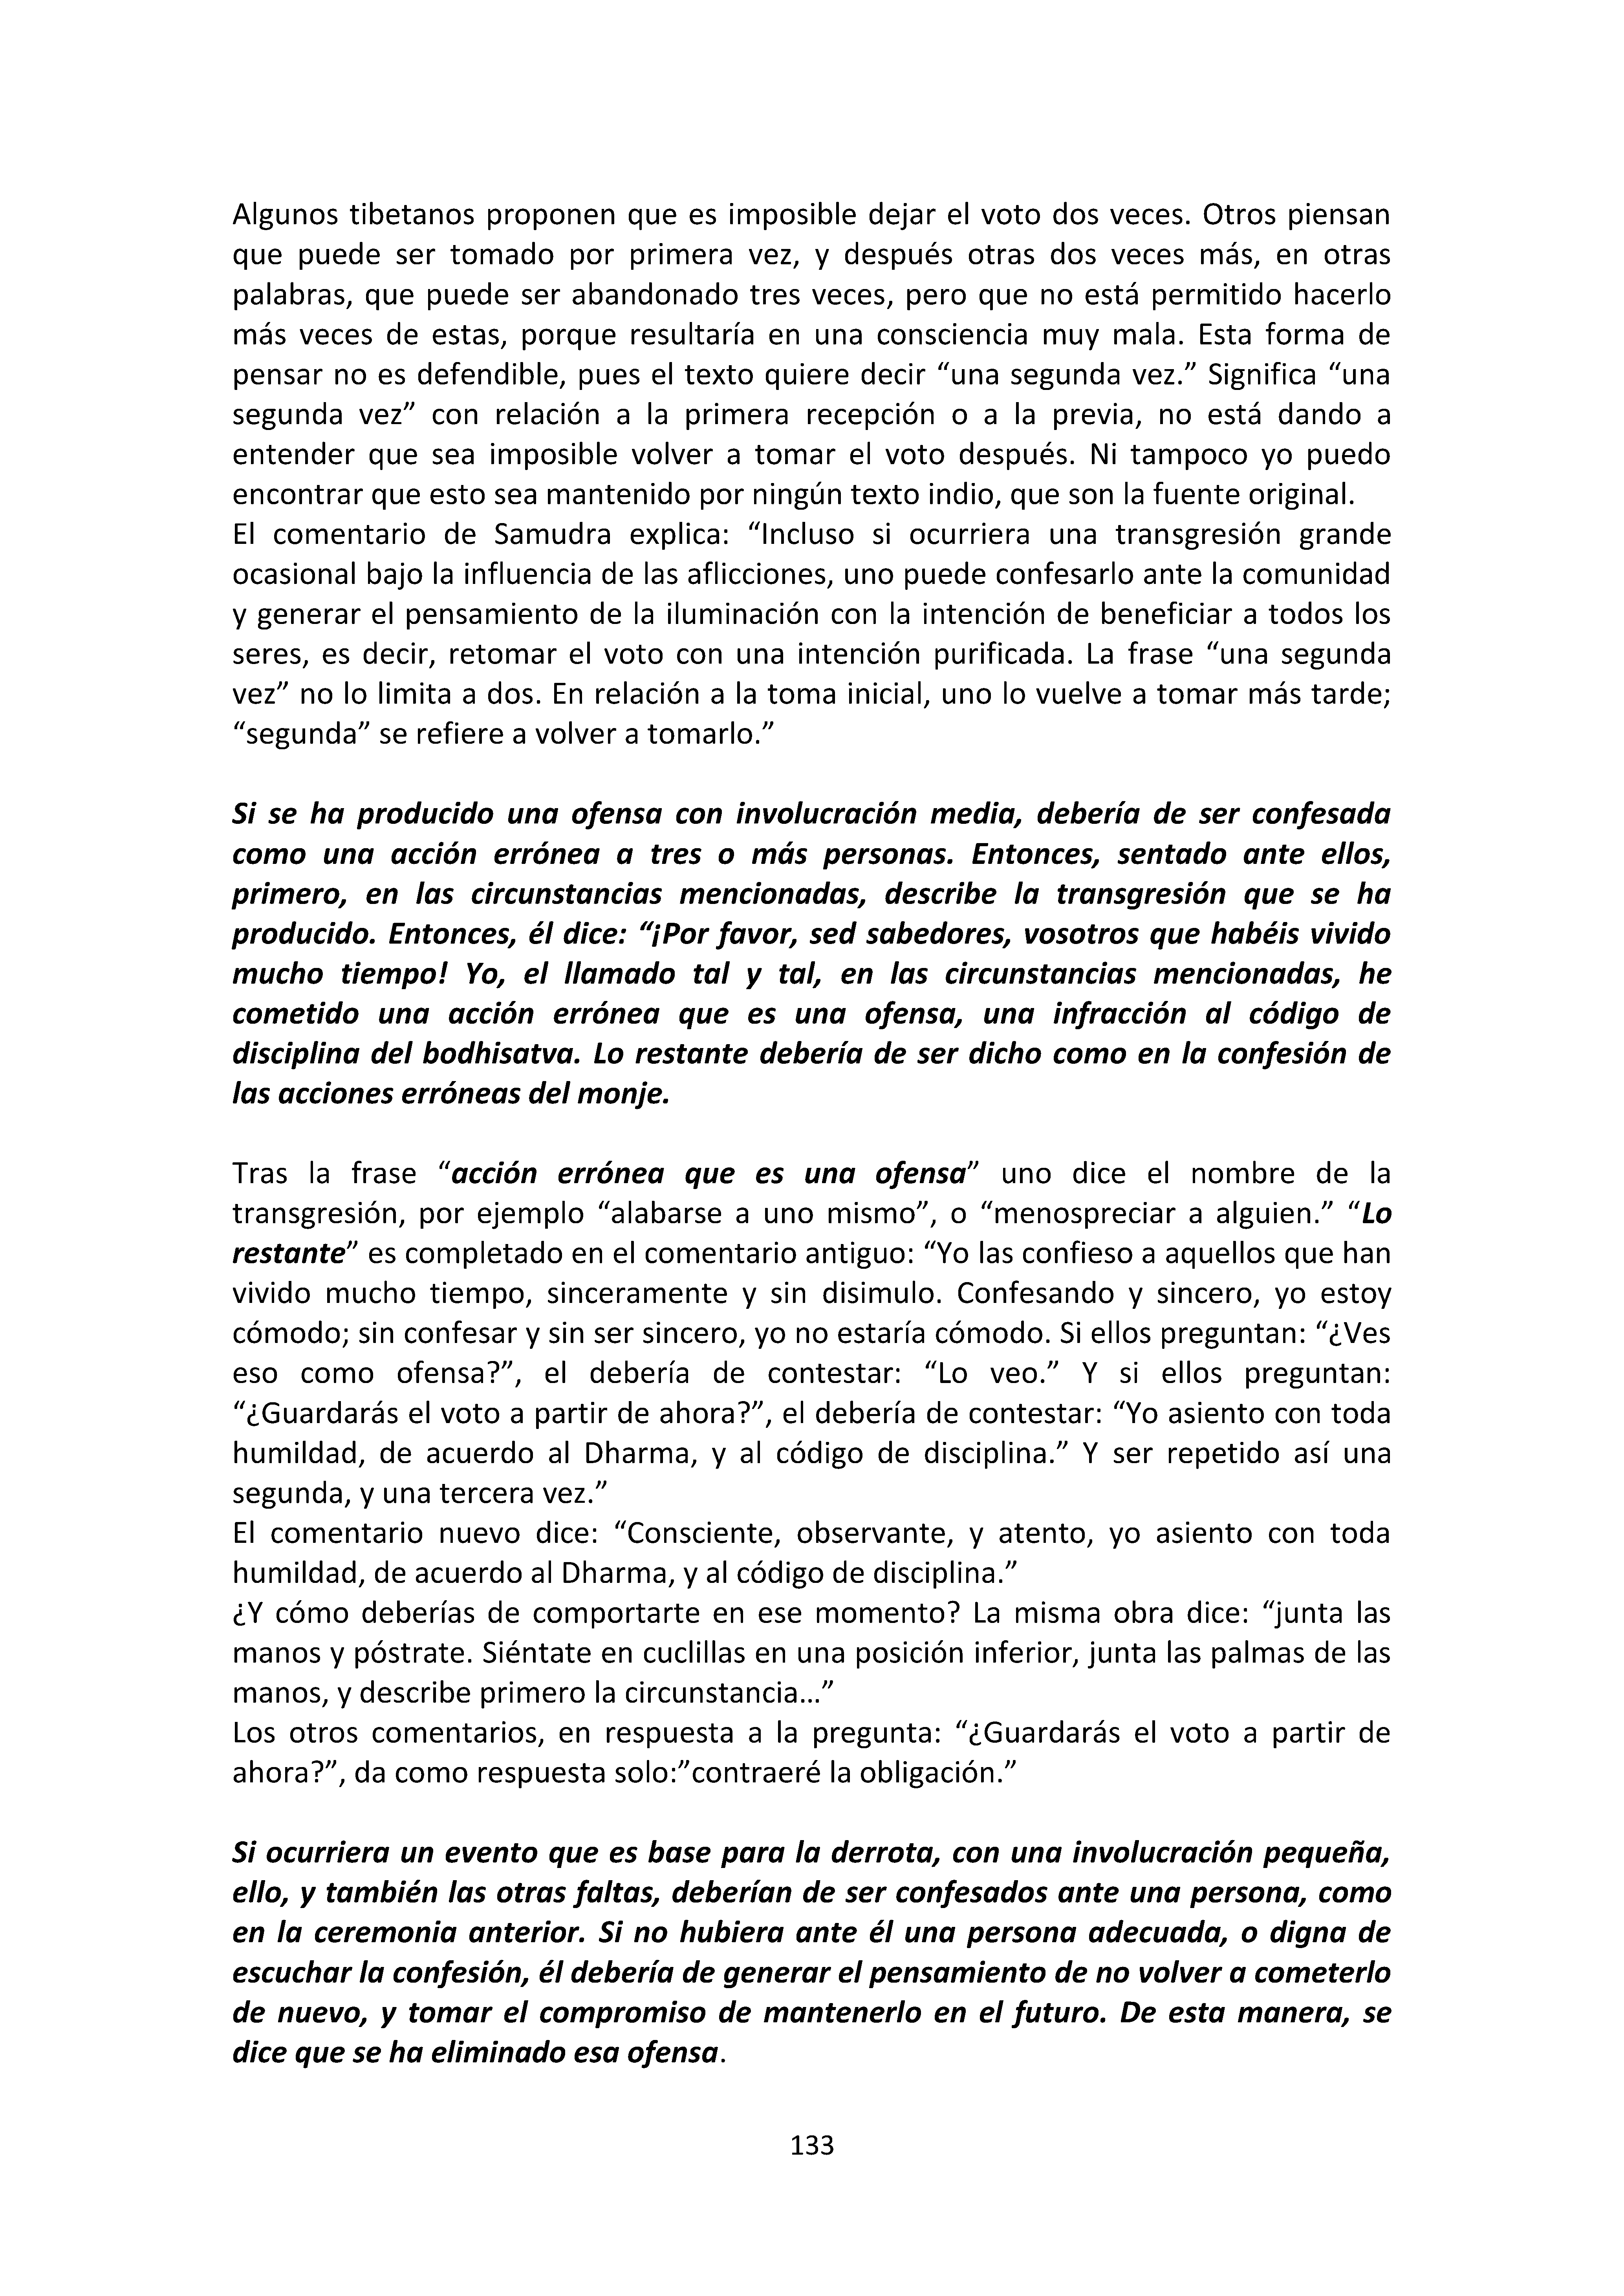 Algunos tibetanos proponen que es imposible dejar el voto dos veces. Otros piensan
que puede ser tomado por primera vez, y después otras dos veces más, en otras
palabras, que puede ser abandonado tres veces, pero que no está permitido hacerlo
más veces de estas, porque resultaría en una consciencia muy mala. Esta forma de
pensar no es defendible, pues el texto quiere decir “una segunda vez.” Significa “una
segunda vez” con relación a la primera recepción o a la previa, no está dando a
entender que sea imposible volver a tomar el voto después. Ni tampoco yo puedo
encontrar que esto sea mantenido por ningún texto indio, que son la fuente original.
El comentario de Samudra explica: “Incluso si ocurriera una transgresión grande
ocasional bajo la influencia de las aflicciones, uno puede confesarlo ante la comunidad
y generar el pensamiento de la iluminación con la intención de beneficiar a todos los
seres, es decir, retomar el voto con una intención purificada. La frase “una segunda
vez” no lo limita a dos. En relación a la toma inicial, uno lo vuelve a tomar más tarde;
“segunda” se refiere a volver a tomarlo.”
Si se ha producido una ofensa con involucración media, debería de ser confesada
como una acción errónea a tres o más personas. Entonces, sentado ante ellos,
primero, en las circunstancias mencionadas, describe la transgresión que se ha
producido. Entonces, él dice: “¡Por favor, sed sabedores, vosotros que habéis vivido
mucho tiempo! Yo, el llamado tal y tal, en las circunstancias mencionadas, he
cometido una acción errónea que es una ofensa, una infracción al código de
disciplina del bodhisatva. Lo restante debería de ser dicho como en la confesión de
las acciones erróneas del monje.
Tras la frase “acción errónea que es una ofensa” uno dice el nombre de la
transgresión, por ejemplo “alabarse a uno mismo”, o “menospreciar a alguien.” “Lo
restante” es completado en el comentario antiguo: “Yo las confieso a aquellos que han
vivido mucho tiempo, sinceramente y sin disimulo. Confesando y sincero, yo estoy
cómodo; sin confesar y sin ser sincero, yo no estaría cómodo. Si ellos preguntan: “¿Ves
eso como ofensa?”, el debería de contestar: “Lo veo.” Y si ellos preguntan:
“¿Guardarás el voto a partir de ahora?”, el debería de contestar: “Yo asiento con toda
humildad, de acuerdo al Dharma, y al código de disciplina.” Y ser repetido así una
segunda, y una tercera vez.”
El comentario nuevo dice: “Consciente, observante, y atento, yo asiento con toda
humildad, de acuerdo al Dharma, y al código de disciplina.”
¿Y cómo deberías de comportarte en ese momento? La misma obra dice: “junta las
manos y póstrate. Siéntate en cuclillas en una posición inferior, junta las palmas de las
manos, y describe primero la circunstancia…”
Los otros comentarios, en respuesta a la pregunta: “¿Guardarás el voto a partir de
ahora?”, da como respuesta solo:”contraeré la obligación.”
Si ocurriera un evento que es base para la derrota, con una involucración pequeña,
ello, y también las otras faltas, deberían de ser confesados ante una persona, como
en la ceremonia anterior. Si no hubiera ante él una persona adecuada, o digna de
escuchar la confesión, él debería de generar el pensamiento de no volver a cometerlo
de nuevo, y tomar el compromiso de mantenerlo en el futuro. De esta manera, se
dice que se ha eliminado esa ofensa.
133